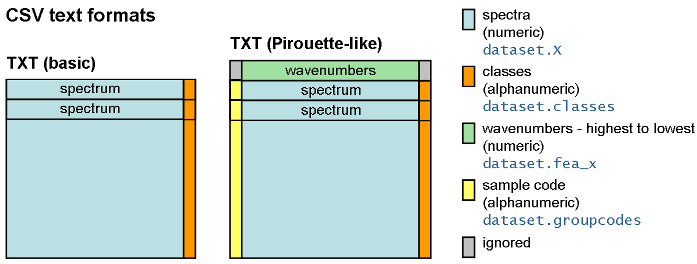 CSV text formats
TXT (basic)
spectrum
spectrum
TXT (Pirouette-like)
wavenumbers
spectrum
spectrum
spectra
(numeric)
dataset.X
classes
(alphanumeric)
dataset.classes
wavenumbers - highest to lowest
(numeric)
dataset.fea_x
sample code
(alphanumeric)
dataset.groupcodes
ignored